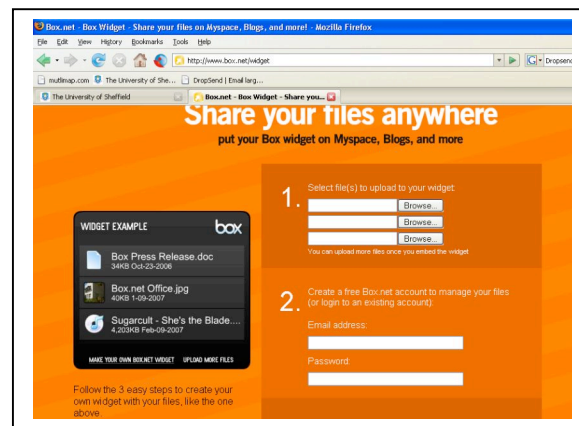 Box.net - Box Widget - Share your files on Myspace, Blogs, and more! - Mozilla Firefox
File Edit View History Bookmarks Tools Help
http://www.box.net/widget
G Dropsend
mutlimap.com The University of She... DropSend | Email larg...
The University of Sheffield Box.net - Box Widget - Share you...
Share your files anywhere
put your Box widget on Myspace, Blogs, and more
WIDGET EXAMPLE box
Box Press Release.doc
34KB Oct-23-2006
Box.net Office.jpg
40KB 1-09-2007
Sugarcult - She's the Blade....
4,203KB Feb-09-2007
MAKE YOUR OWN BOX.NET WIDGET UPLOAD MORE FILES
Follow the 3 easy steps to create your
own widget with your files, like the one
above.
1. Select file(s) to upload to your widget:
Browse...
Browse...
Browse...
You can upload more files once you embed the widget
2. Create a free Box.net account to manage your files
(or login to an existing account):
Email address:
Password: